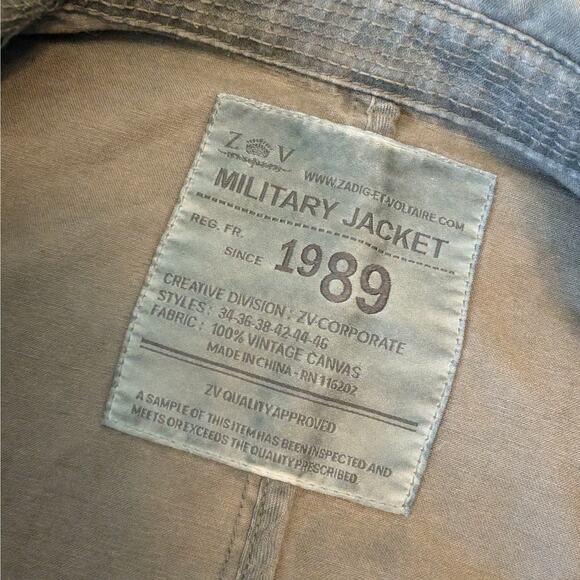 Z V
WWW.ZADIG-ET-VOLTAIRE.COM
MILITARY JACKET
REG. FR.
SINCE 1989
CREATIVE DIVISION : ZV-CORPORATE
STYLES : 34-36-38-42-44-46
FABRIC : 100% VINTAGE CANVAS
MADE IN CHINA - RN 116202
ZV QUALITY APPROVED
A SAMPLE OF THIS ITEM HAS BEEN INSPECTED AND
MEETS OR EXCEEDS THE QUALITY PRESCRIBED.